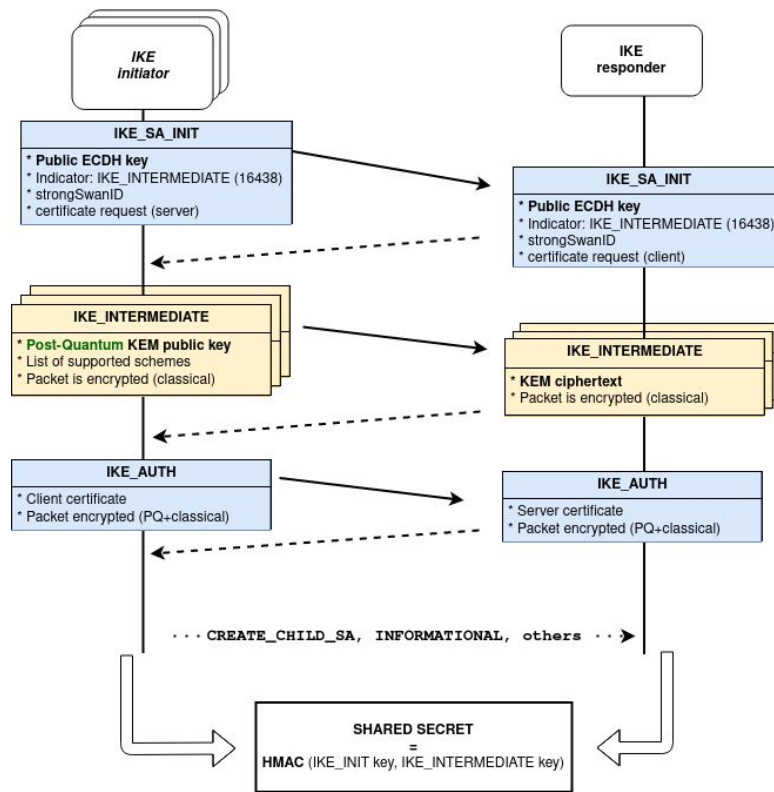 IKE
initiator
IKE
responder
IKE_SA_INIT
* Public ECDH key
* Indicator: IKE_INTERMEDIATE (16438)
* strongSwanID
* certificate request (server)
IKE_SA_INIT
* Public ECDH key
* Indicator: IKE_INTERMEDIATE (16438)
* strongSwanID
* certificate request (client)
IKE_INTERMEDIATE
* Post-Quantum KEM public key
* List of supported schemes
* Packet is encrypted (classical)
IKE_INTERMEDIATE
* KEM ciphertext
* Packet is encrypted (classical)
IKE_AUTH
* Client certificate
* Packet encrypted (PQ+classical)
IKE_AUTH
* Server certificate
* Packet encrypted (PQ+classical)
··· CREATE_CHILD_SA, INFORMATIONAL, others ···
SHARED SECRET
=
HMAC (IKE_INIT key, IKE_INTERMEDIATE key)